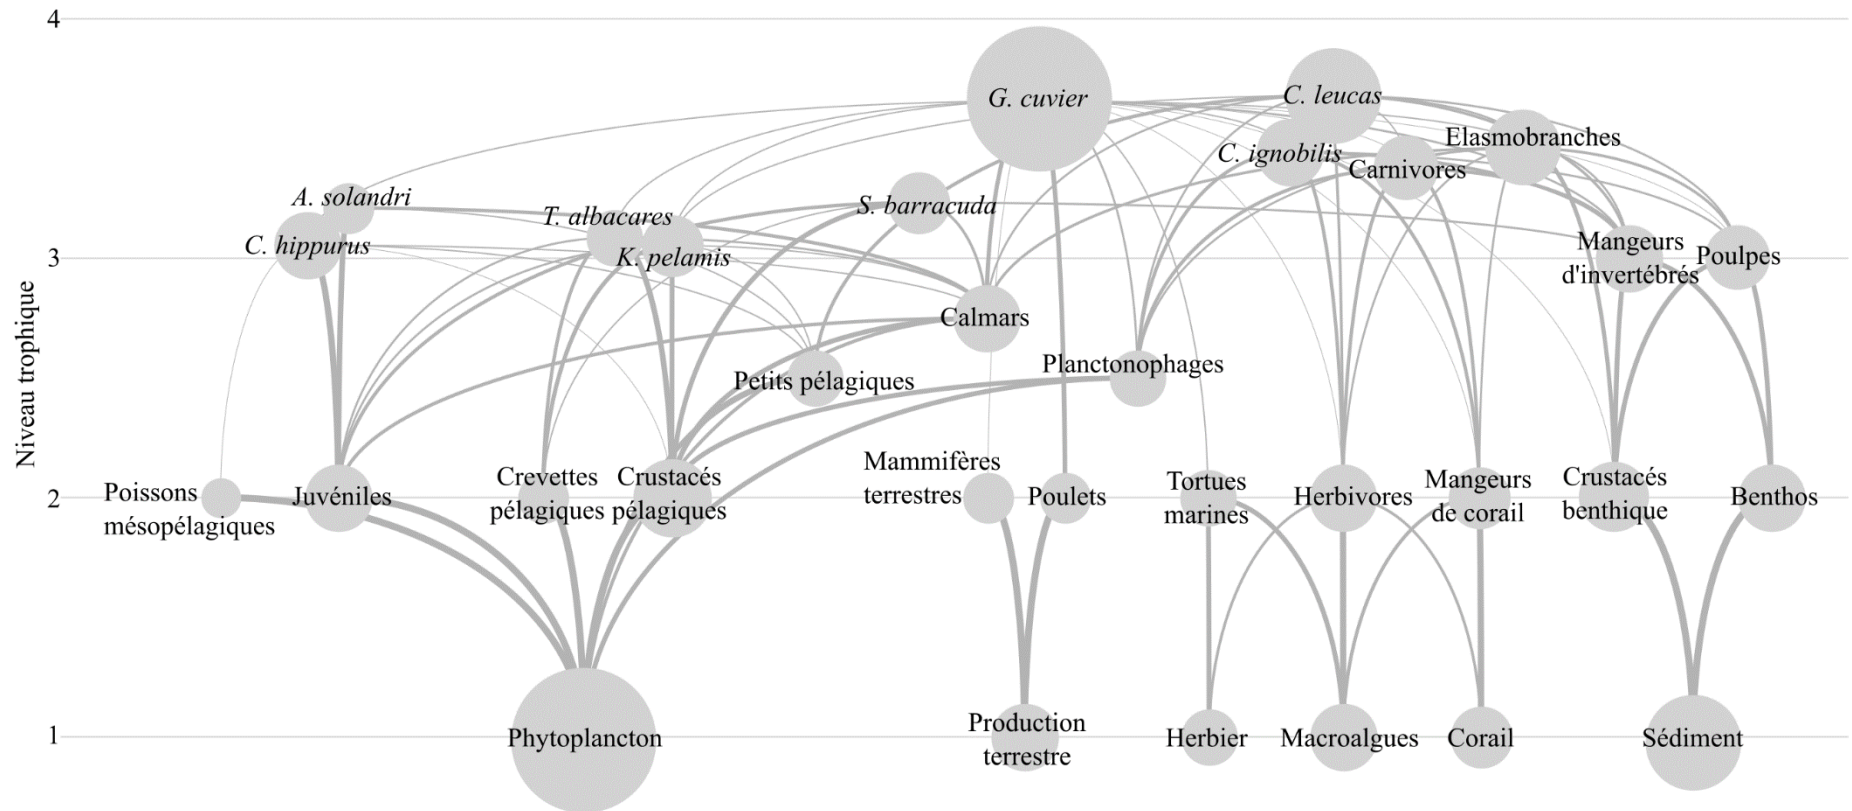 4
G. cuvier
C. leucas
Elasmobranches
C. ignobilis
Carnivores
A. solandri
S. barracuda
T. albacares
C. hippurus
K. pelamis
Mangeurs
d'invertébrés
Poulpes
3
Niveau trophique
Calmars
Planctonophages
Petits pélagiques
Poissons
mésopélagiques
Juvéniles
Crevettes
pélagiques
Crustacés
pélagiques
Mammifères
terrestres
Poulets
Tortues
marines
Herbivores
Mangeurs
de corail
Crustacés
benthique
Benthos
2
1
Phytoplancton
Production
terrestre
Herbier
Macroalgues
Corail
Sédiment